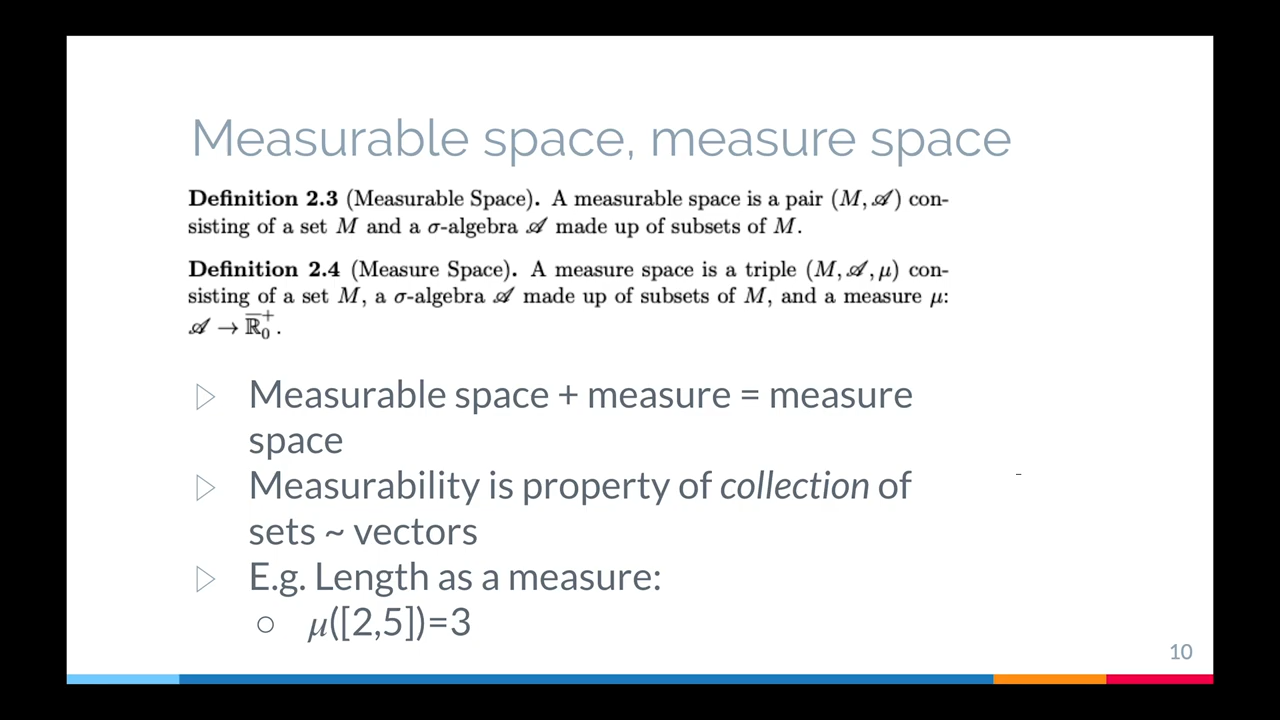 Measurable space, measure space
Definition 2.3 (Measurable Space). A measurable space is a pair (M, 𝒜) con-
sisting of a set M and a σ-algebra 𝒜 made up of subsets of M.
Definition 2.4 (Measure Space). A measure space is a triple (M, 𝒜, μ) con-
sisting of a set M, a σ-algebra 𝒜 made up of subsets of M, and a measure μ:
𝒜 → ℝ̅₀⁺.
▷ Measurable space + measure = measure
space
▷ Measurability is property of collection of
sets ~ vectors
▷ E.g. Length as a measure:
○ μ([2,5])=3
10